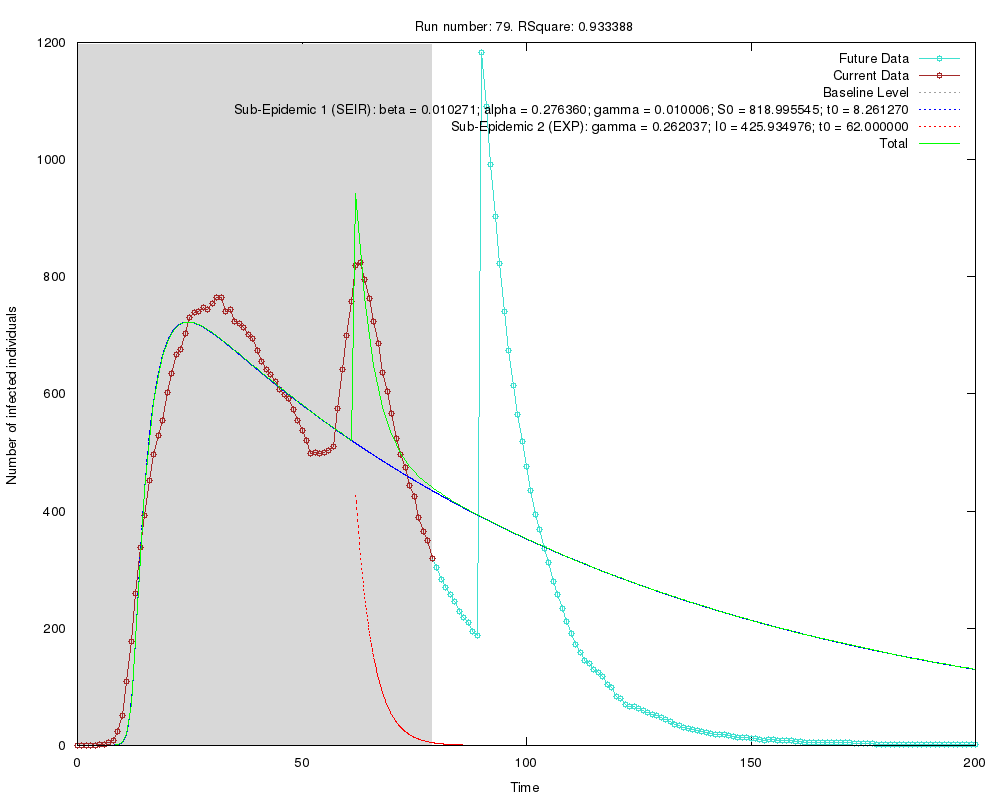 Run number: 79. RSquare: 0.933388
Future Data
Current Data
Baseline Level
Sub-Epidemic 1 (SEIR): beta = 0.010271; alpha = 0.276360; gamma = 0.010006; S0 = 818.995545; t0 = 8.261270
Sub-Epidemic 2 (EXP): gamma = 0.262037; I0 = 425.934976; t0 = 62.000000
Total
Number of infected individuals
1200
1000
800
600
400
200
0
0 50 100 150 200
Time